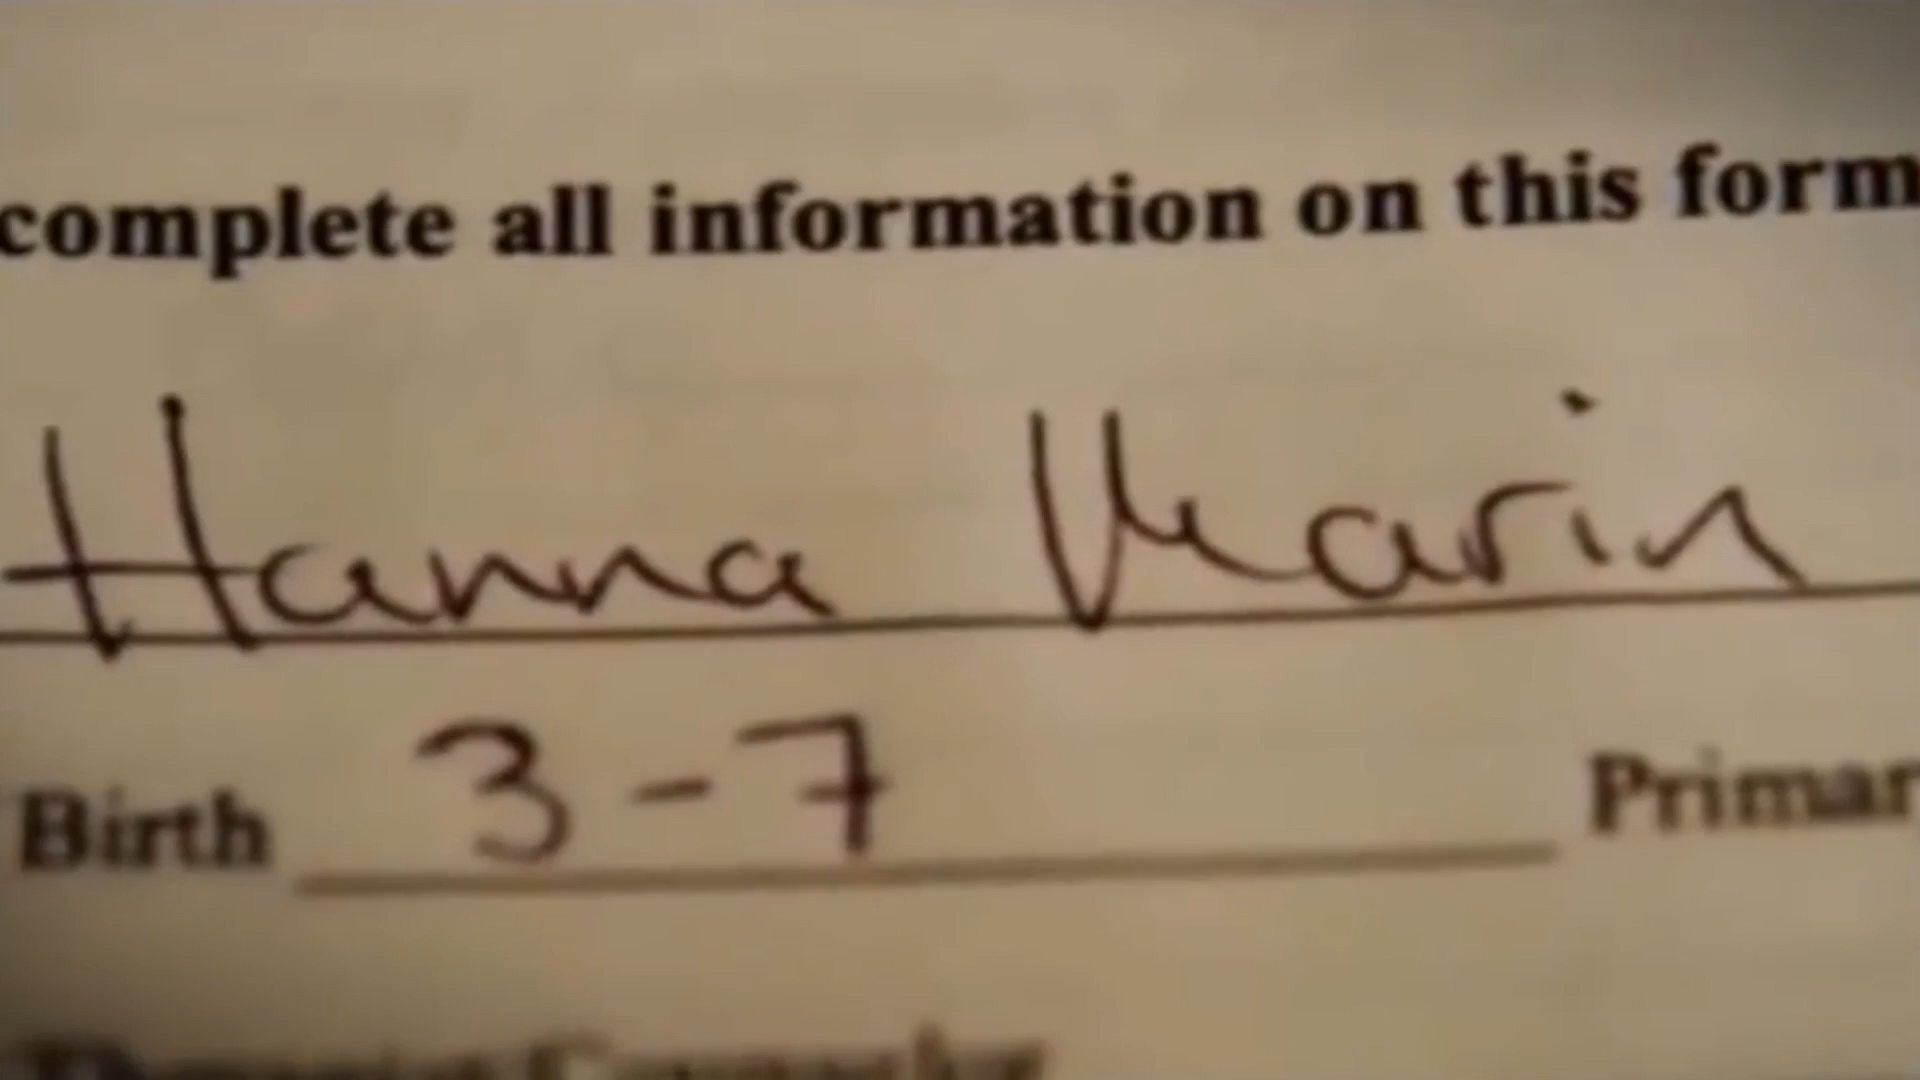 complete all information on this form
Hanna Marin
Birth 3-7 Primar